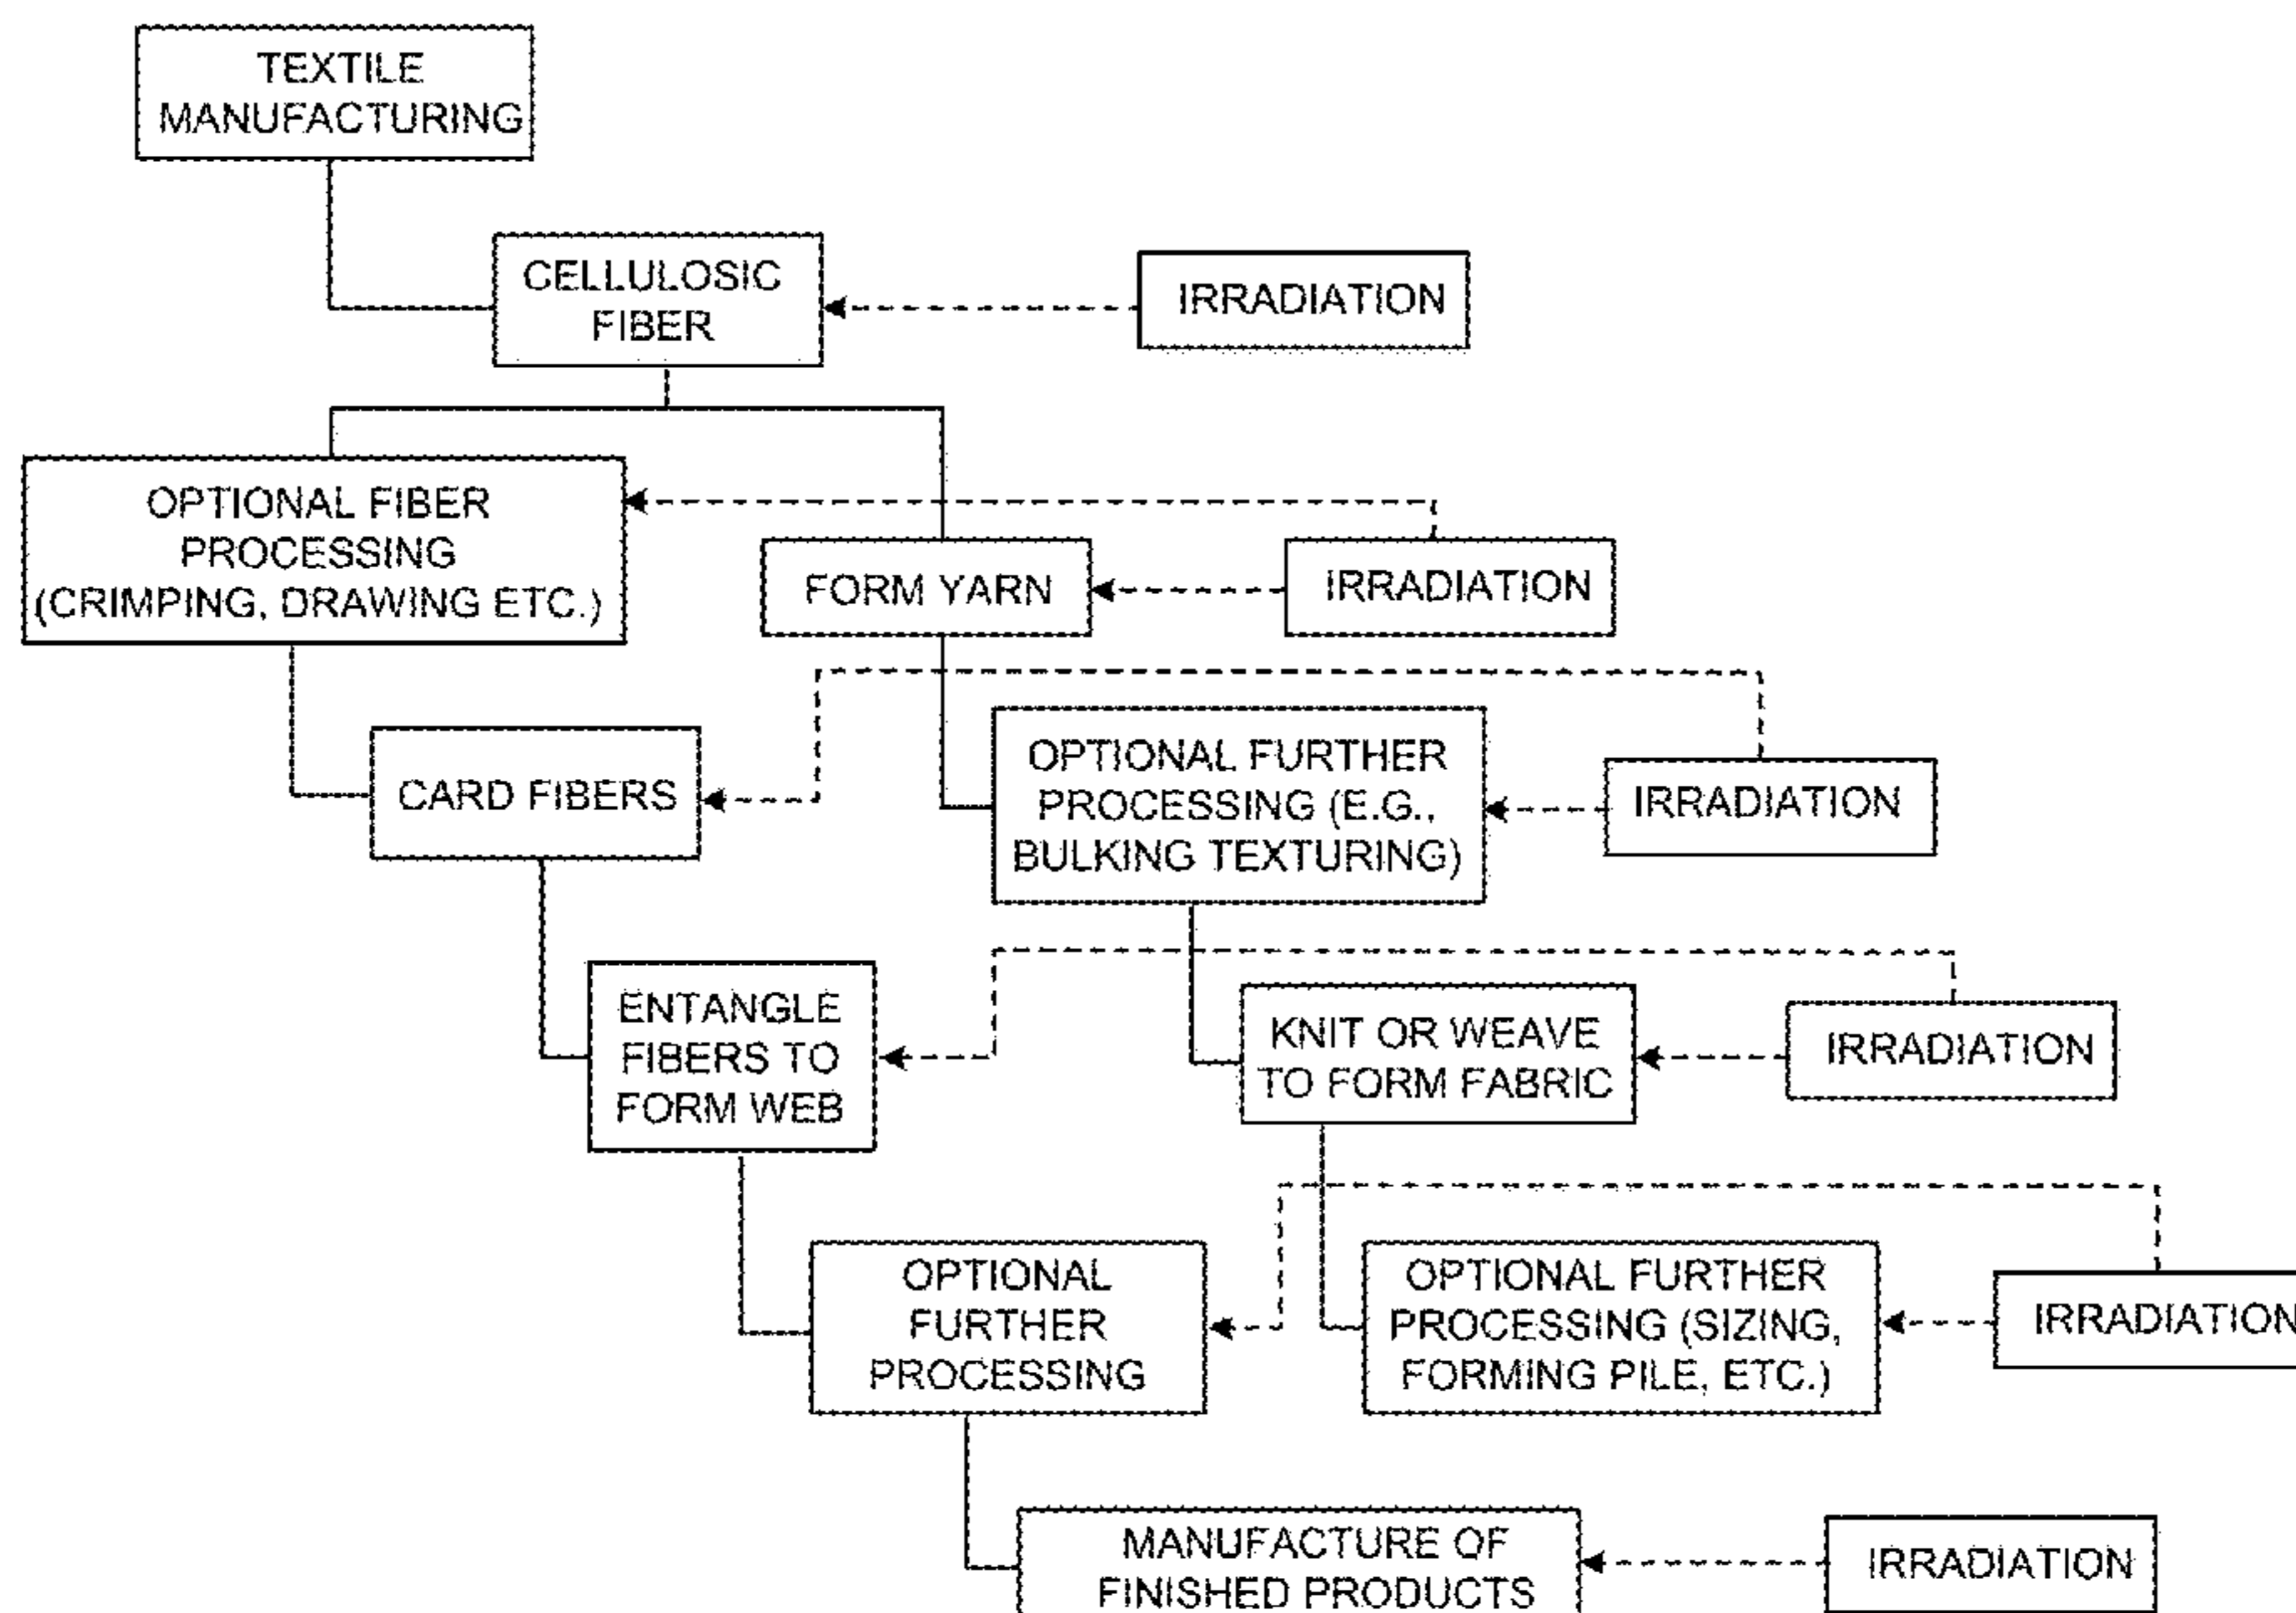 TEXTILE
MANUFACTURING
CELLULOSIC
FIBER
IRRADIATION
OPTIONAL FIBER
PROCESSING
(CRIMPING, DRAWING ETC.)
FORM YARN
IRRADIATION
CARD FIBERS
OPTIONAL FURTHER
PROCESSING (E.G.,
BULKING TEXTURING)
IRRADIATION
ENTANGLE
FIBERS TO
FORM WEB
KNIT OR WEAVE
TO FORM FABRIC
IRRADIATION
OPTIONAL
FURTHER
PROCESSING
OPTIONAL FURTHER
PROCESSING (SIZING,
FORMING PILE, ETC.)
IRRADIATION
MANUFACTURE OF
FINISHED PRODUCTS
IRRADIATION